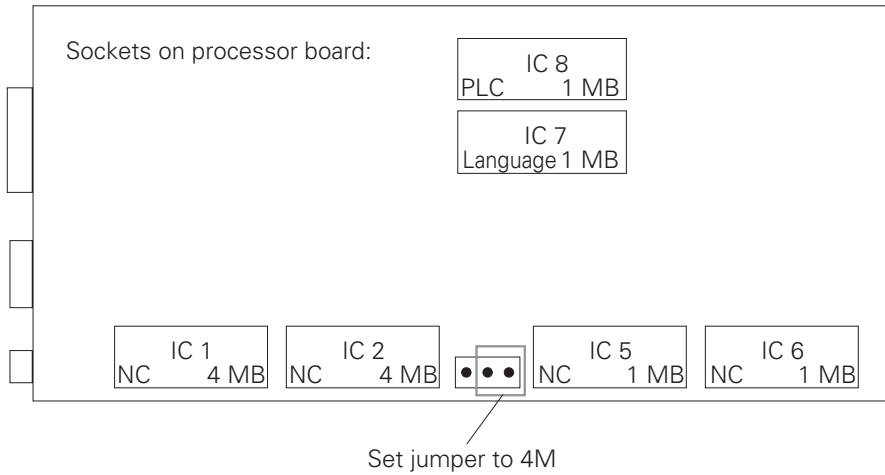 Sockets on processor board:
IC 8
PLC 1 MB
IC 7
Language 1 MB
IC 1
NC 4 MB
IC 2
NC 4 MB
IC 5
NC 1 MB
IC 6
NC 1 MB
Set jumper to 4M